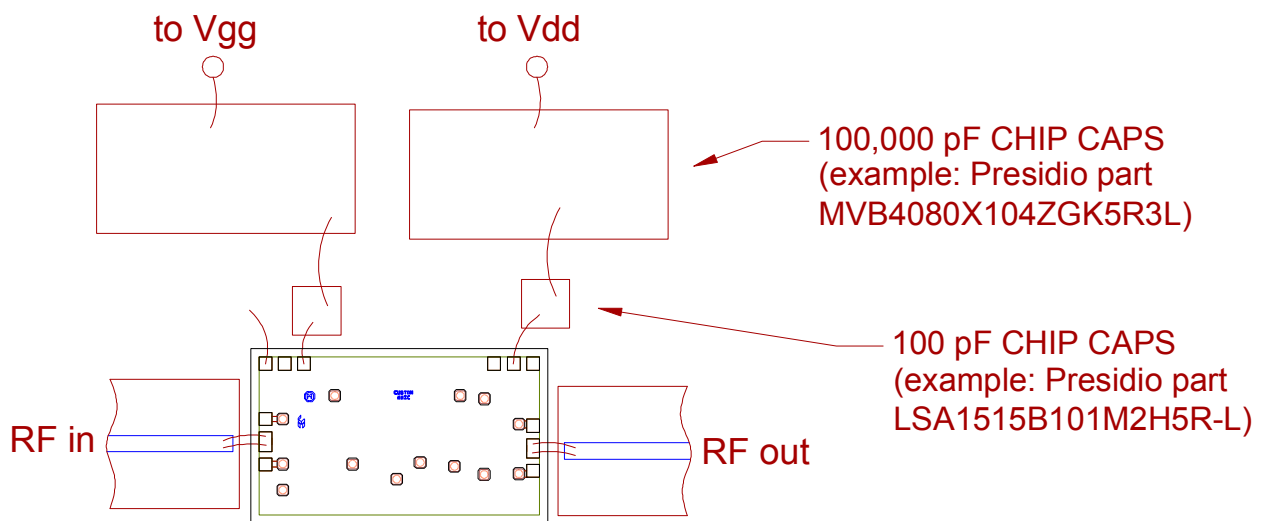 to Vgg
to Vdd
100,000 pF CHIP CAPS
(example: Presidio part
MVB4080X104ZGK5R3L)
100 pF CHIP CAPS
(example: Presidio part
LSA1515B101M2H5R-L)
RF in
RF out